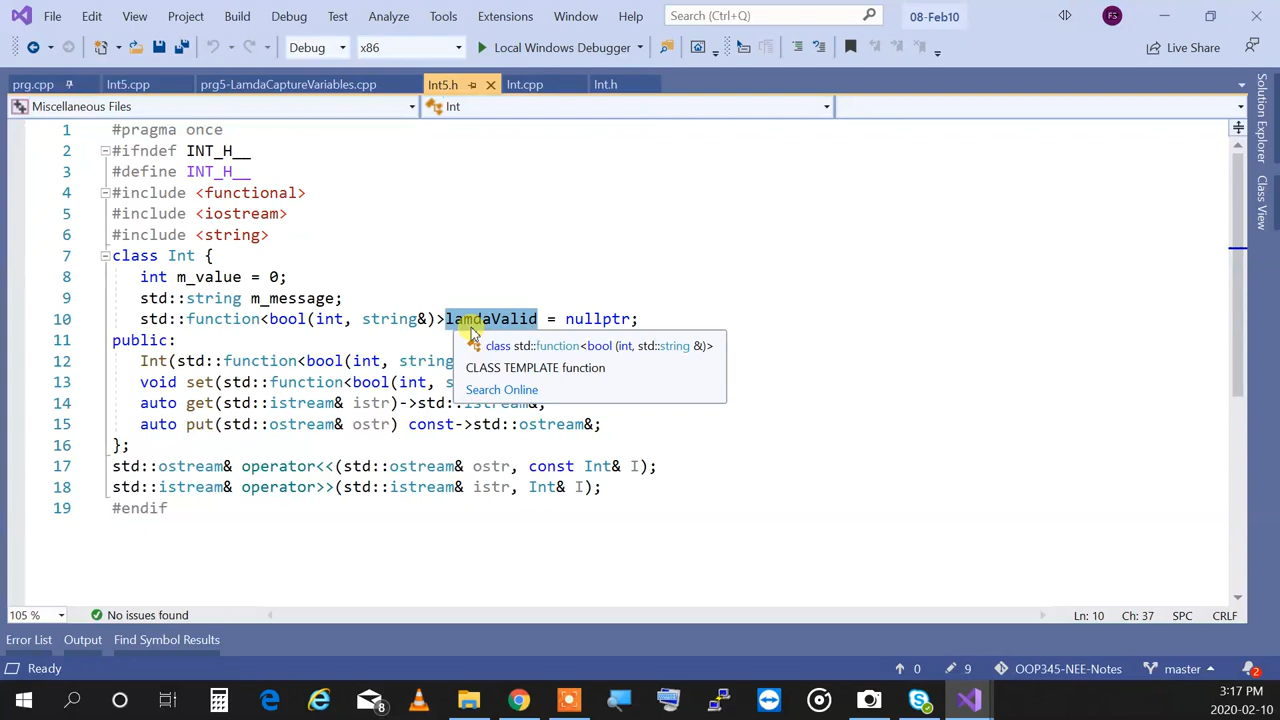 File Edit View Project Build Debug Test Analyze Tools Extensions Window Help Search (Ctrl+Q) 08-Feb10 FS
Debug x86 Local Windows Debugger Live Share
prg.cpp Int5.cpp prg5-LamdaCaptureVariables.cpp Int5.h Int.cpp Int.h
Miscellaneous Files Int
1 #pragma once
2 #ifndef INT_H__
3 #define INT_H__
4 #include <functional>
5 #include <iostream>
6 #include <string>
7 class Int {
8 int m_value = 0;
9 std::string m_message;
10 std::function<bool(int, string&)>lamdaValid = nullptr;
11 public:
class std::function<bool (int, std::string &)>
12 Int(std::function<bool(int, string
CLASS TEMPLATE function
13 void set(std::function<bool(int, s
Search Online
14 auto get(std::istream& istr)->std::istream&;
15 auto put(std::ostream& ostr) const->std::ostream&;
16 };
17 std::ostream& operator<<(std::ostream& ostr, const Int& I);
18 std::istream& operator>>(std::istream& istr, Int& I);
19 #endif
Solution Explorer
Class View
105 % No issues found Ln: 10 Ch: 37 SPC CRLF
Error List Output Find Symbol Results
Ready 0 9 OOP345-NEE-Notes master 2
8
3:17 PM
2020-02-10